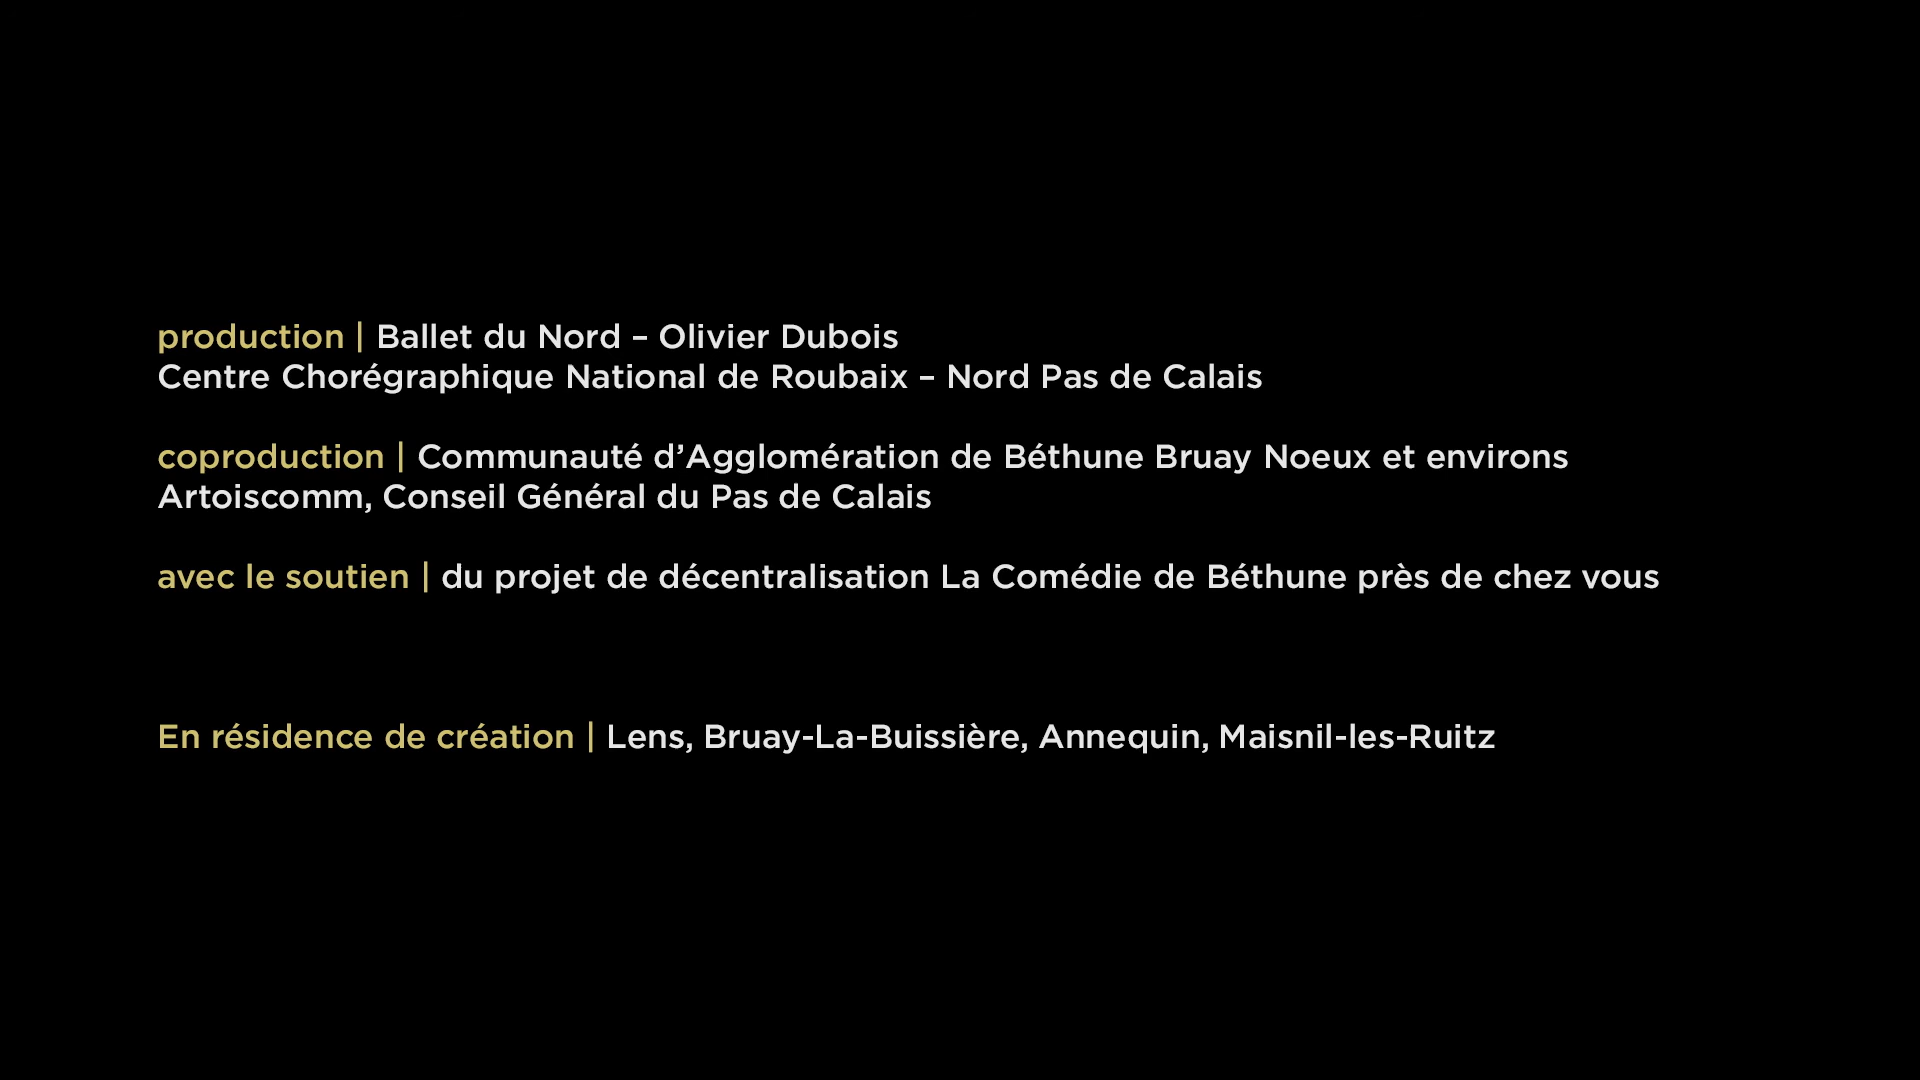 production | Ballet du Nord – Olivier Dubois
Centre Chorégraphique National de Roubaix – Nord Pas de Calais
coproduction | Communauté d’Agglomération de Béthune Bruay Noeux et environs
Artoiscomm, Conseil Général du Pas de Calais
avec le soutien | du projet de décentralisation La Comédie de Béthune près de chez vous
En résidence de création | Lens, Bruay-La-Buissière, Annequin, Maisnil-les-Ruitz